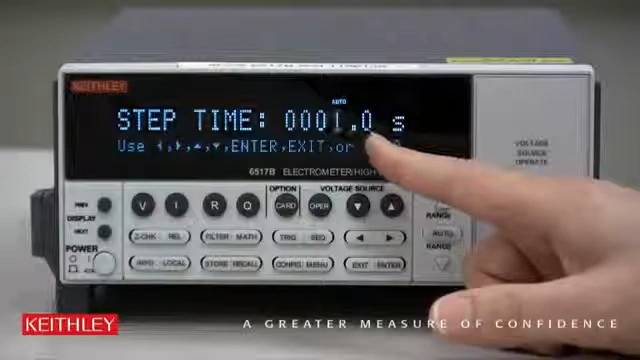 KEITHLEY
AUTO
STEP TIME: 0001.0 s
Use ◄,►,▲,▼,ENTER,EXIT,or
6517B ELECTROMETER/HIGH
VOLTAGE
SOURCE
OPERATE
PREV
DISPLAY
NEXT
POWER
OPTION
VOLTAGE SOURCE
V I R Q CARD OPER ▼ ▲
RANGE
AUTO
RANGE
Z-CHK REL FILTER MATH TRIG SEQ ◄ ►
INFO LOCAL STORE RECALL CONFIG MENU EXIT ENTER
KEITHLEY
A GREATER MEASURE OF CONFIDENCE